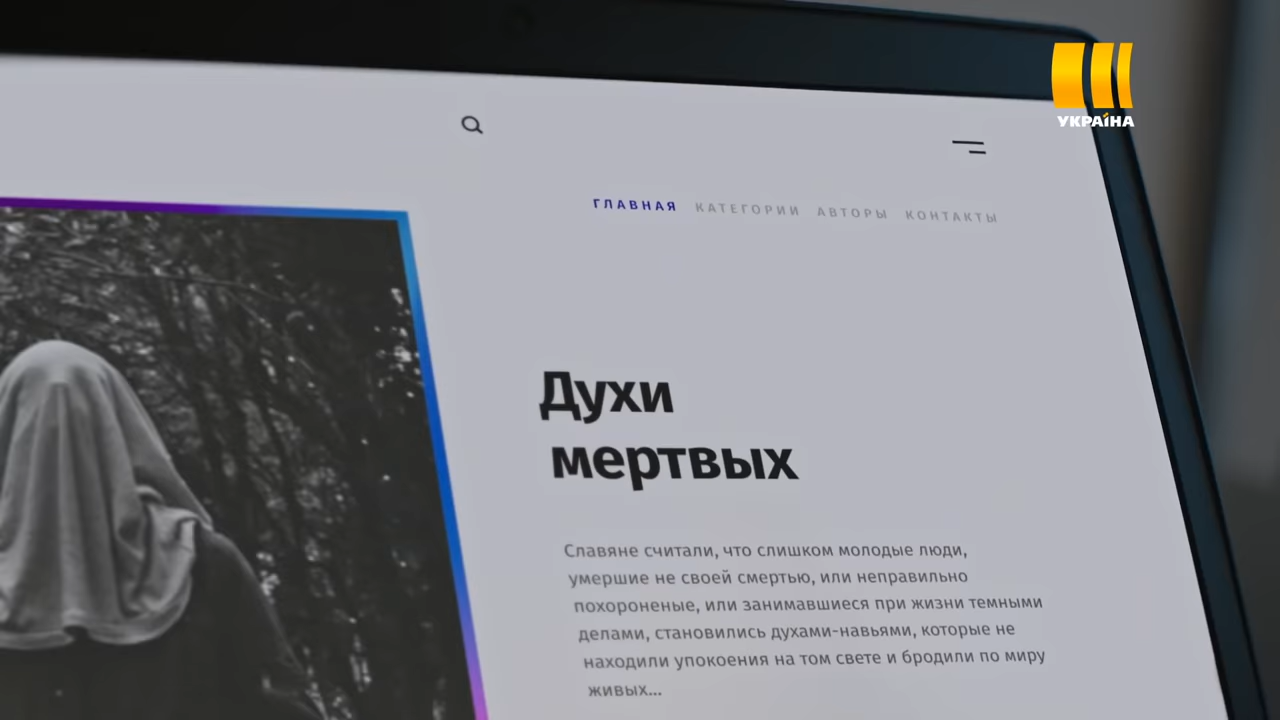 УКРАЇНА
ГЛАВНАЯ КАТЕГОРИИ АВТОРЫ КОНТАКТЫ
Духи
мертвых
Славяне считали, что слишком молодые люди,
умершие не своей смертью, или неправильно
похороненые, или занимавшиеся при жизни темными
делами, становились духами-навьями, которые не
находили упокоения на том свете и бродили по миру
живых...